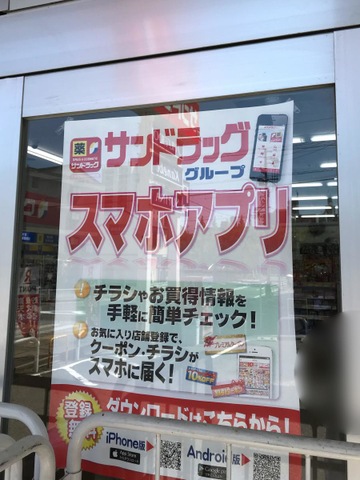 薬
サンドラッグ
サンドラッグ
グループ
スマホアプリ
1 チラシやお買得情報を
手軽に簡単チェック!
2 お気に入り店舗登録で、
クーポン・チラシが
スマホに届く!
登録
無料
ダウンロードはこちらから!
iPhone版
Android版